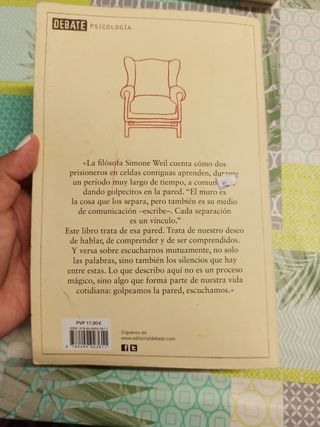 DEBATE PSICOLOGÍA
«La filósofa Simone Weil cuenta cómo dos
prisioneros en celdas contiguas aprenden, durante
un periodo muy largo de tiempo, a comuni
dando golpecitos en la pared. “El muro es
la cosa que los separa, pero también es su medio
de comunicación –escribe–. Cada separación
es un vínculo.”
Este libro trata de esa pared. Trata de nuestro deseo
de hablar, de comprender y de ser comprendidos.
Y versa sobre escucharnos mutuamente, no solo
las palabras, sino también los silencios que hay
entre estas. Lo que describo aquí no es un proceso
mágico, sino algo que forma parte de nuestra vida
cotidiana: golpeamos la pared, escuchamos.»
PVP 17,90 €
Síguenos en
www.editorialdebate.com